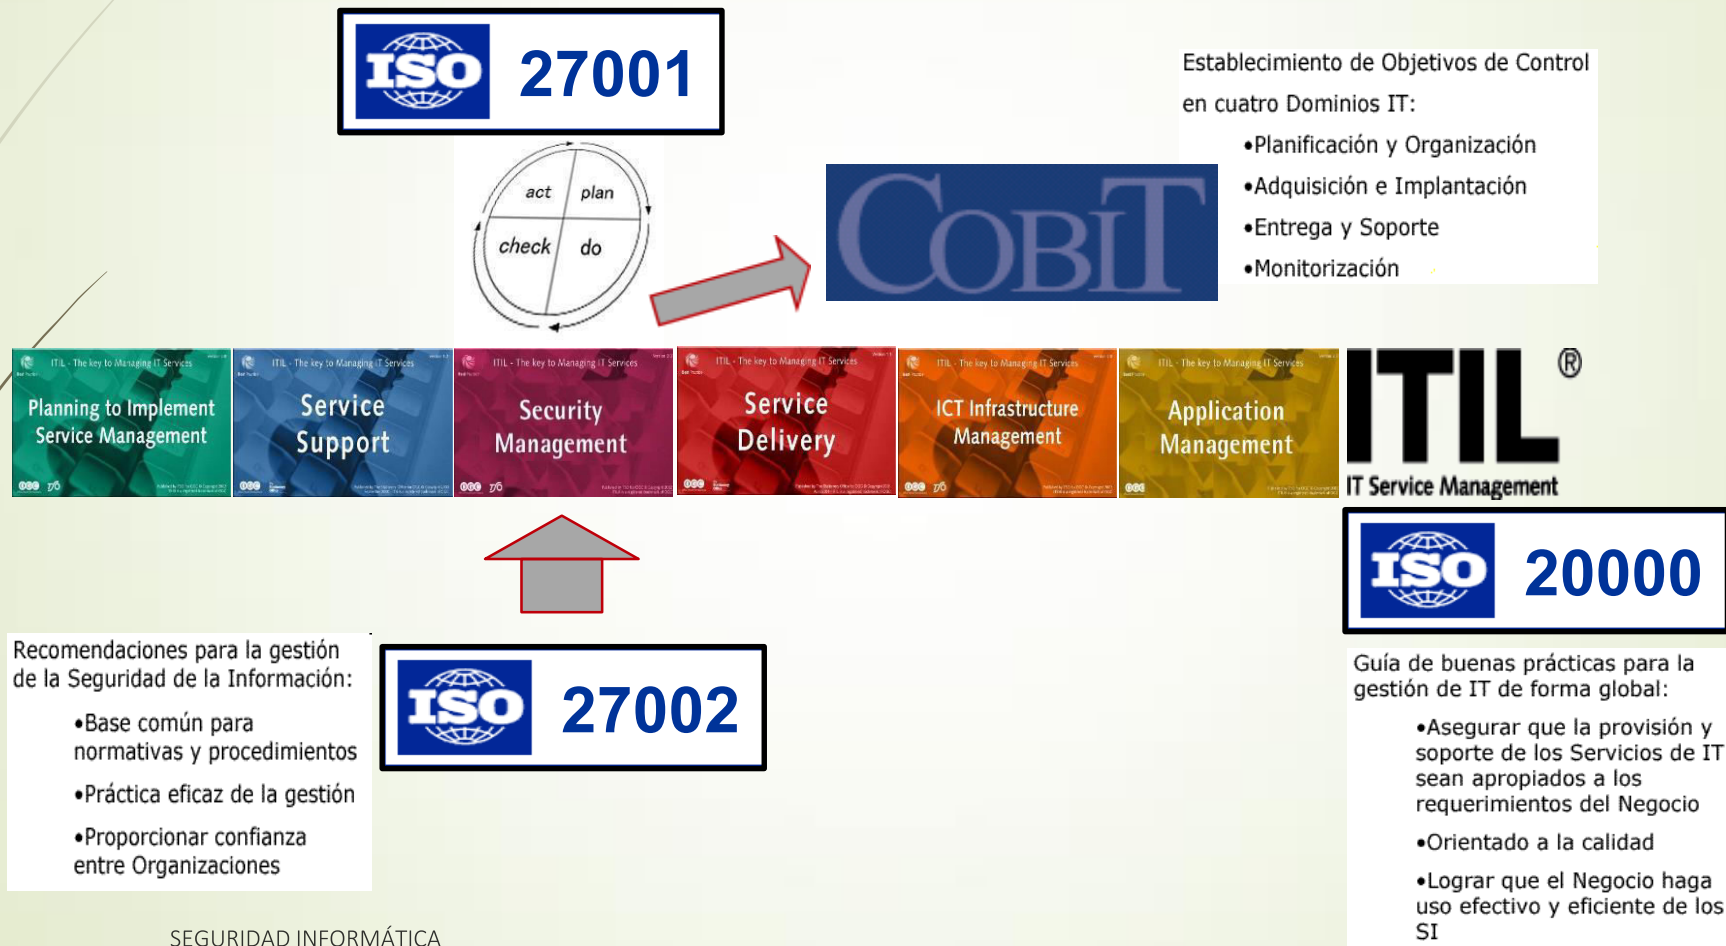 ISO 27001
Establecimiento de Objetivos de Control
en cuatro Dominios IT:
•Planificación y Organización
•Adquisición e Implantación
•Entrega y Soporte
•Monitorización
act plan
check do
COBIT
ITIL - The key to Managing IT Services
Planning to Implement
Service Management
ITIL - The key to Managing IT Services
Service
Support
ITIL - The key to Managing IT Services
Security
Management
ITIL - The key to Managing IT Services
Service
Delivery
ITIL - The key to Managing IT Services
ICT Infrastructure
Management
ITIL - The key to Managing IT Services
Application
Management
ITIL®
IT Service Management
ISO 20000
Recomendaciones para la gestión
de la Seguridad de la Información:
•Base común para
normativas y procedimientos
•Práctica eficaz de la gestión
•Proporcionar confianza
entre Organizaciones
ISO 27002
Guía de buenas prácticas para la
gestión de IT de forma global:
•Asegurar que la provisión y
soporte de los Servicios de IT
sean apropiados a los
requerimientos del Negocio
•Orientado a la calidad
•Lograr que el Negocio haga
uso efectivo y eficiente de los
SI
SEGURIDAD INFORMÁTICA